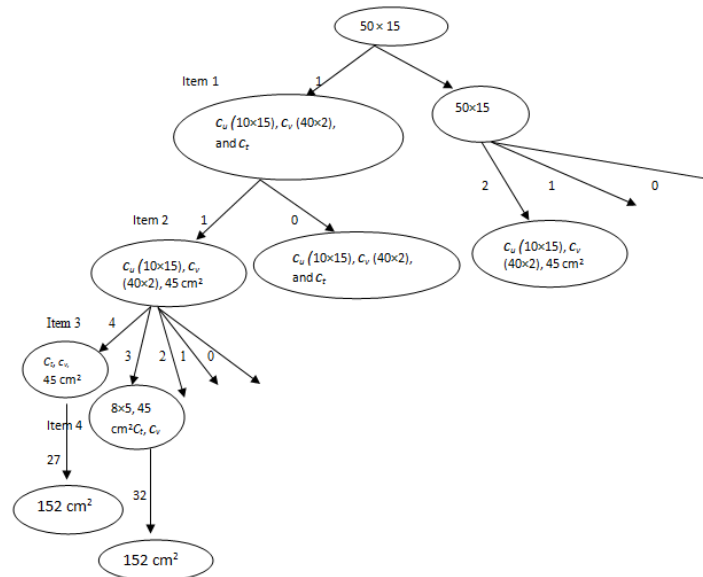 50 × 15
Item 1
1
50×15
Cu (10×15), Cv (40×2),
and Ct
2
1
0
Item 2
1
0
Cu (10×15), Cv
(40×2), 45 cm²
Cu (10×15), Cv (40×2),
and Ct
Cu (10×15), Cv
(40×2), 45 cm²
Item 3
4
3
2
1
0
Ct, cv,
45 cm²
8×5, 45
cm²Ct, Cv
Item 4
27
32
152 cm²
152 cm²